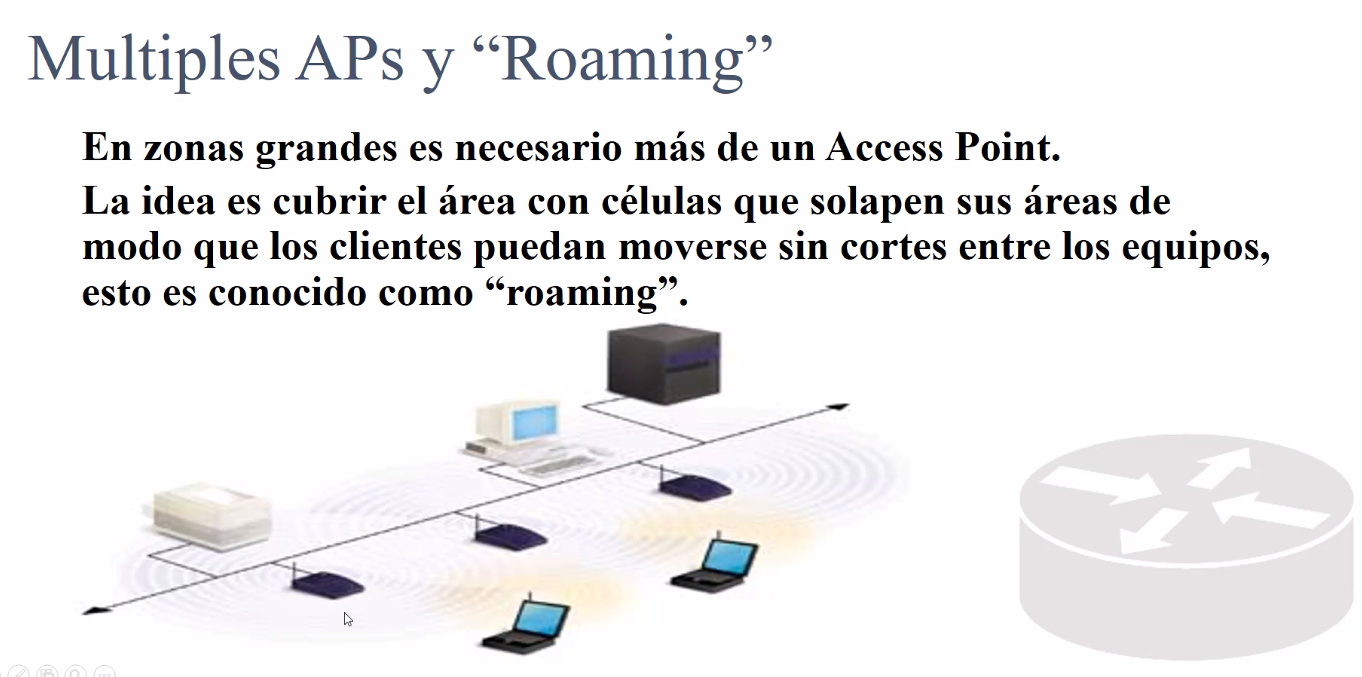 Multiples APs y “Roaming”
En zonas grandes es necesario más de un Access Point.
La idea es cubrir el área con células que solapen sus áreas de
modo que los clientes puedan moverse sin cortes entre los equipos,
esto es conocido como “roaming”.